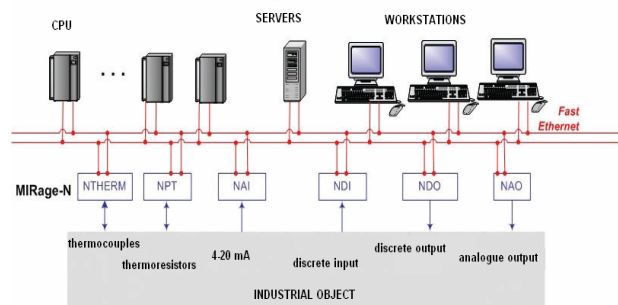 CPU
SERVERS
WORKSTATIONS
...
Fast
Ethernet
MIRage-N
NTHERM
NPT
NAI
NDI
NDO
NAO
thermocouples
thermoresistors
4-20 mA
discrete input
discrete output
analogue output
INDUSTRIAL OBJECT